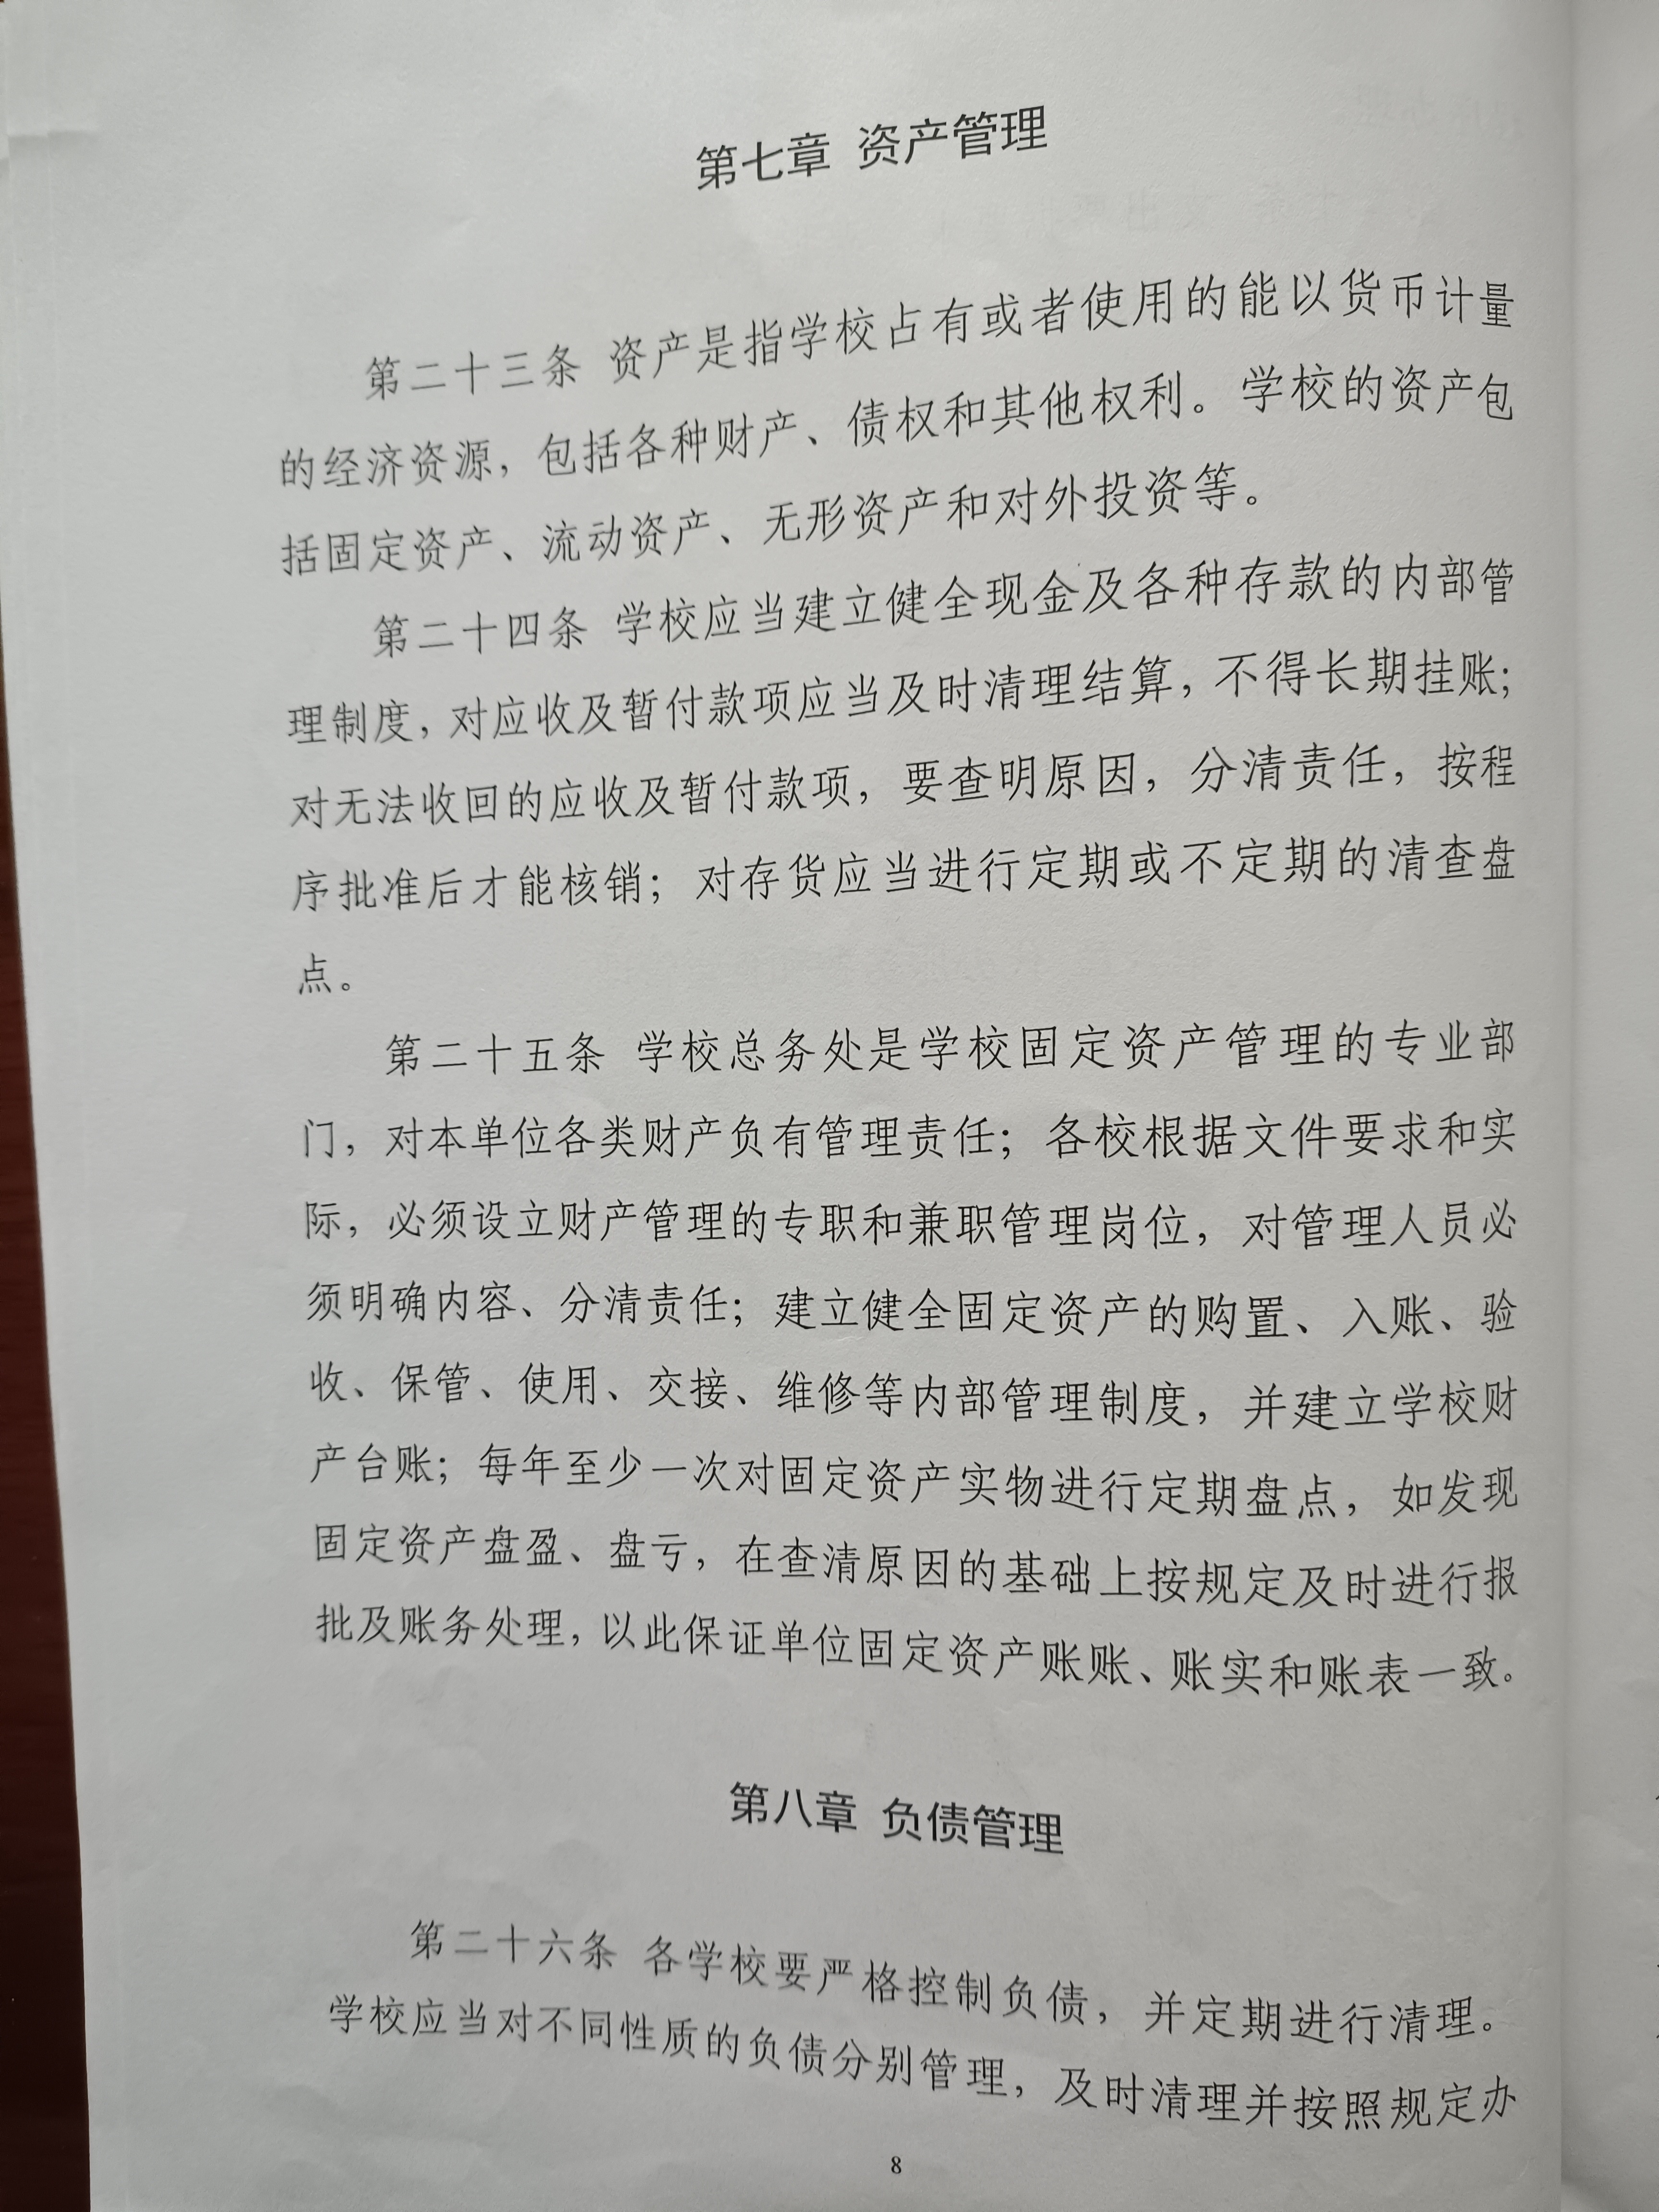 第七章 资产管理
第二十三条 资产是指学校占有或者使用的能以货币计量
的经济资源，包括各种财产、债权和其他权利。学校的资产包
括固定资产、流动资产、无形资产和对外投资等。
第二十四条 学校应当建立健全现金及各种存款的内部管
理制度，对应收及暂付款项应当及时清理结算，不得长期挂账；
对无法收回的应收及暂付款项，要查明原因，分清责任，按程
序批准后才能核销；对存货应当进行定期或不定期的清查盘
点。
第二十五条 学校总务处是学校固定资产管理的专业部
门，对本单位各类财产负有管理责任；各校根据文件要求和实
际，必须设立财产管理的专职和兼职管理岗位，对管理人员必
须明确内容、分清责任；建立健全固定资产的购置、入账、验
收、保管、使用、交接、维修等内部管理制度，并建立学校财
产台账；每年至少一次对固定资产实物进行定期盘点，如发现
固定资产盘盈、盘亏，在查清原因的基础上按规定及时进行报
批及账务处理，以此保证单位固定资产账账、账实和账表一致。
第八章 负债管理
第二十六条 各学校要严格控制负债，并定期进行清理。
学校应当对不同性质的负债分别管理，及时清理并按照规定办
8